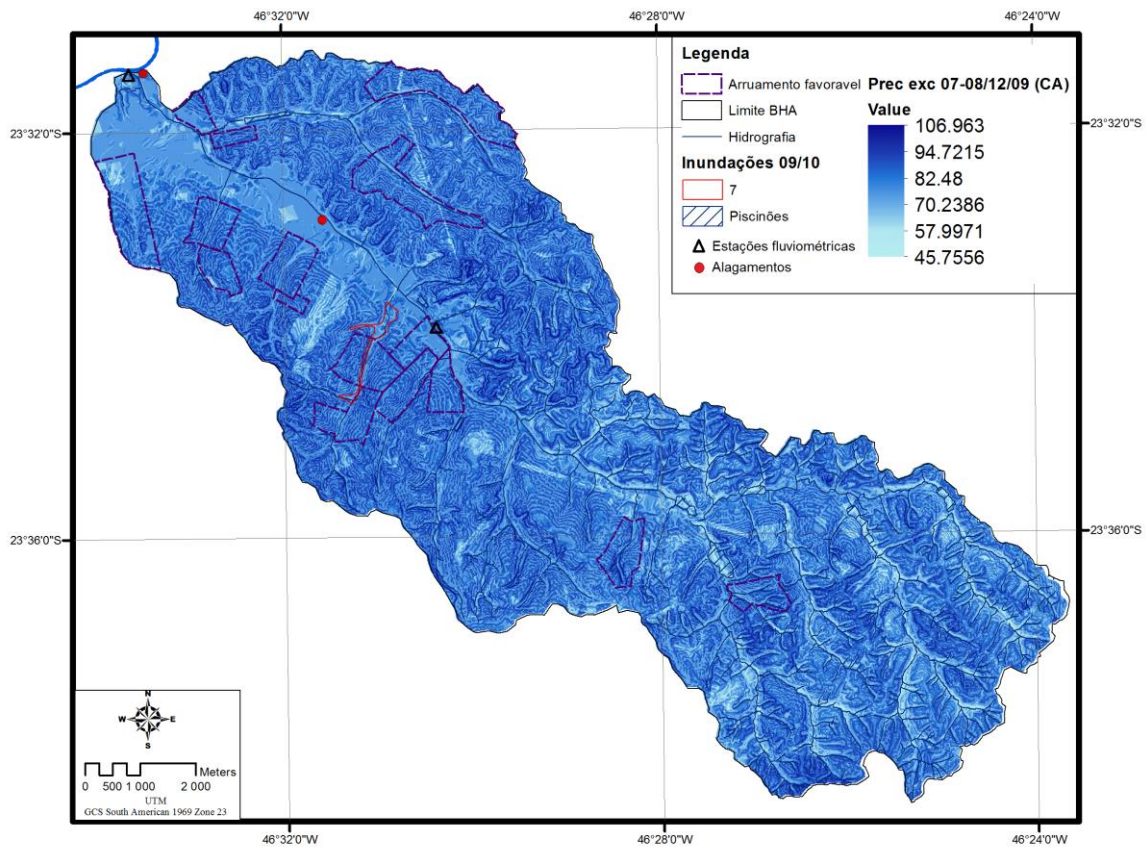 46°32'0"W
46°28'0"W
46°24'0"W
23°32'0"S
23°32'0"S
Legenda
Arruamento favoravel
Limite BHA
Hidrografia
Inundações 09/10
7
Piscinões
Estações fluviométricas
Alagamentos
Prec exc 07-08/12/09 (CA)
Value
106.963
94.7215
82.48
70.2386
57.9971
45.7556
23°36'0"S
23°36'0"S
N
W E
S
Meters
0 500 1 000 2 000
UTM
GCS South American 1969 Zone 23
46°32'0"W
46°28'0"W
46°24'0"W